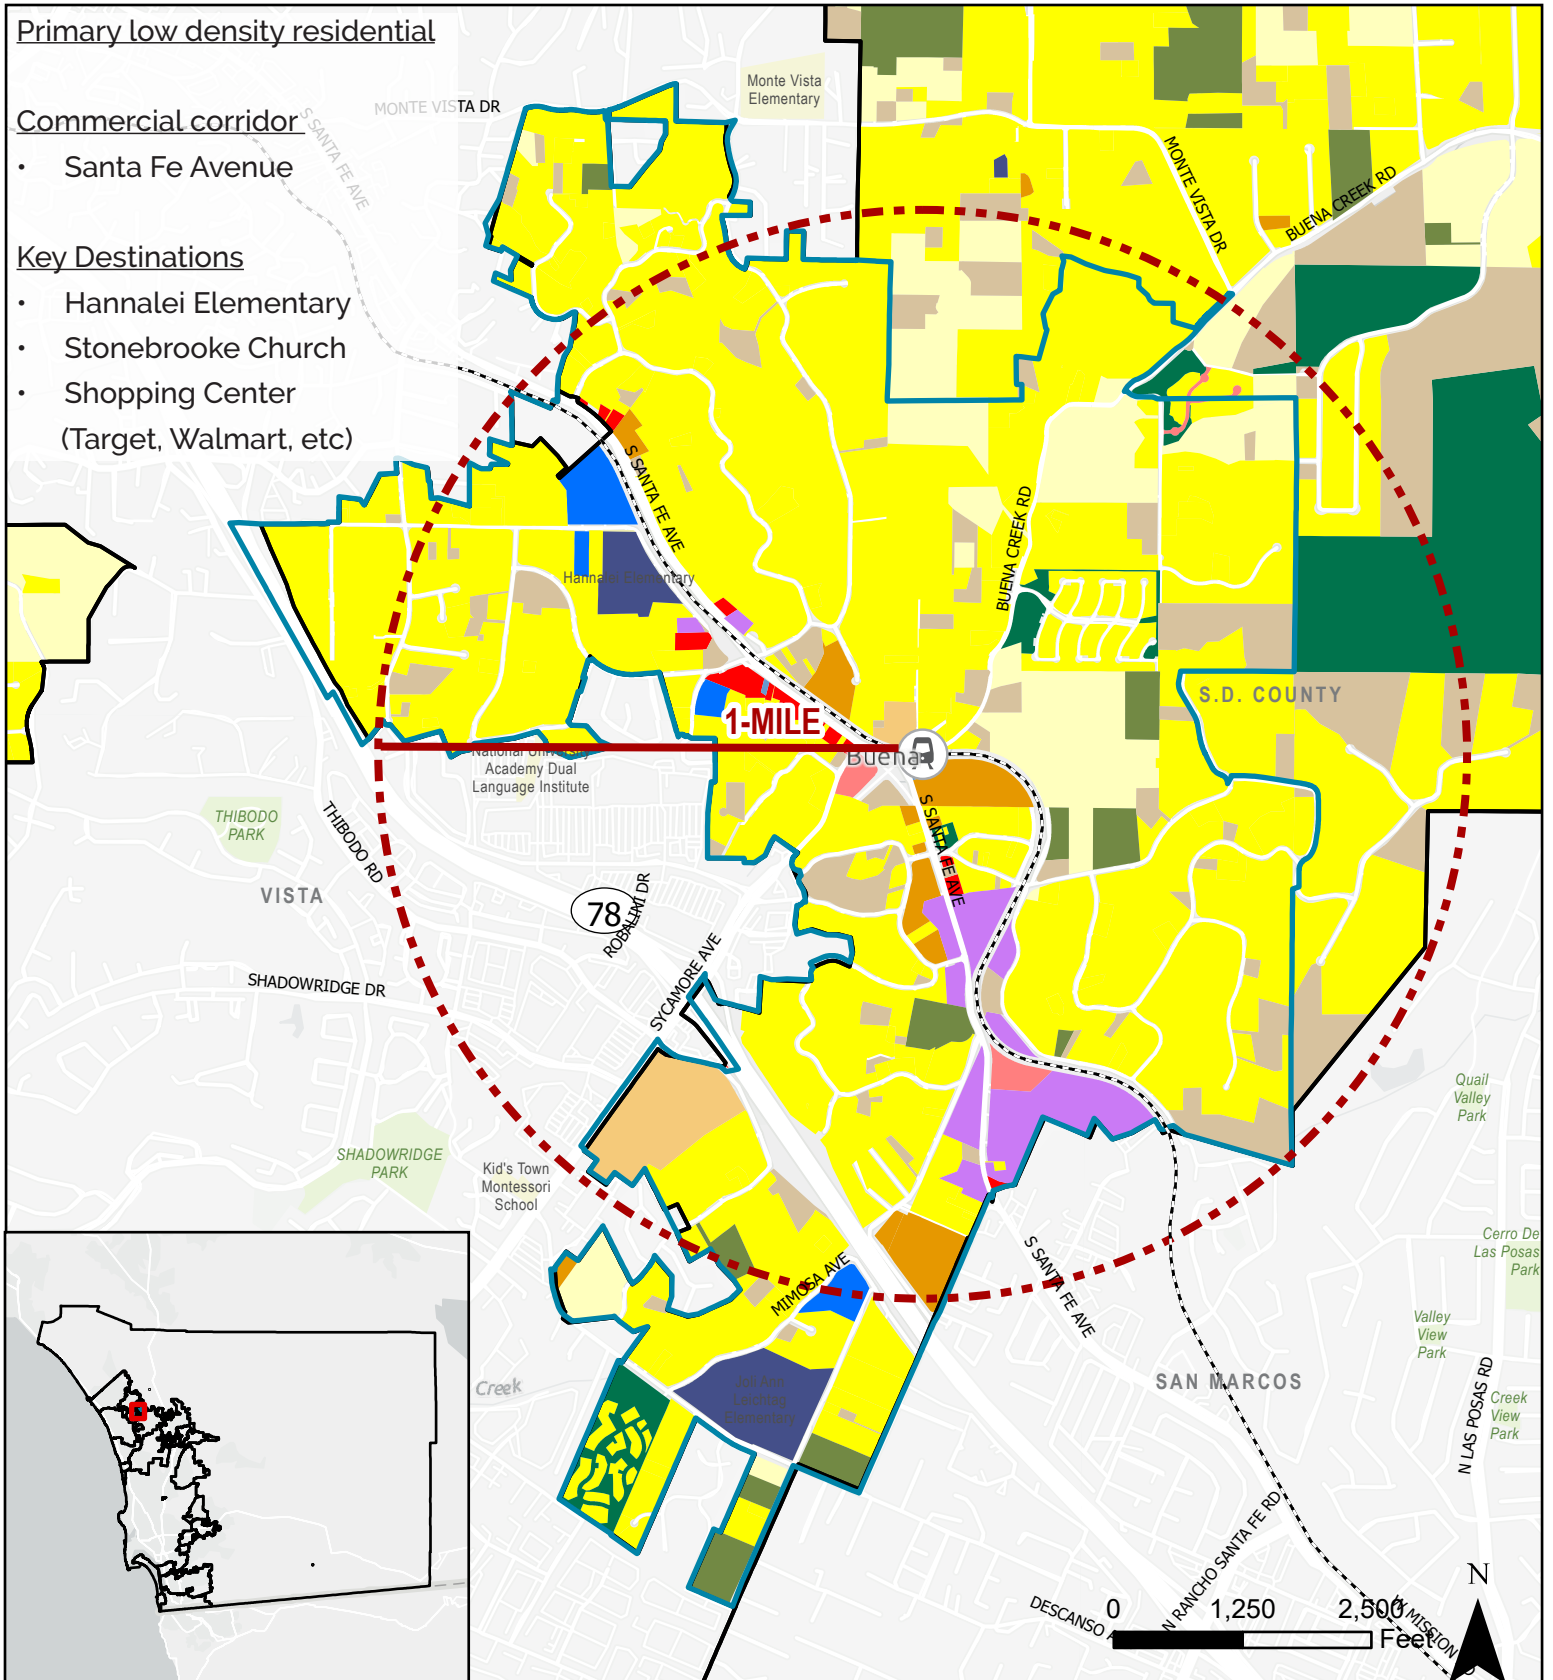 Primary low density residential
Commercial corridor
• Santa Fe Avenue
Key Destinations
• Hannalei Elementary
• Stonebrooke Church
• Shopping Center
(Target, Walmart, etc)
MONTE VISTA DR
S SANTA FE AVE
Monte Vista
Elementary
MONTE VISTA DR
BUENA CREEK RD
S SANTA FE AVE
BUENA CREEK RD
Hannalei Elementary
S.D. COUNTY
1-MILE
Buena
National University
Academy Dual
Language Institute
THIBODO
PARK
THIBODO RD
S SANTA FE AVE
VISTA
78
ROBALINI DR
SYCAMORE AVE
SHADOWRIDGE DR
Quail
Valley
Park
SHADOWRIDGE
PARK
Kid's Town
Montessori
School
Cerro De
Las Posas
Park
S SANTA FE AVE
MIMOSA AVE
Valley
View
Park
Creek
SAN MARCOS
N LAS POSAS RD
Creek
View
Park
Elementary
N RANCHO SANTA FE RD
DESCANSO
W MISSION
0 1,250 2,500
Feet
N